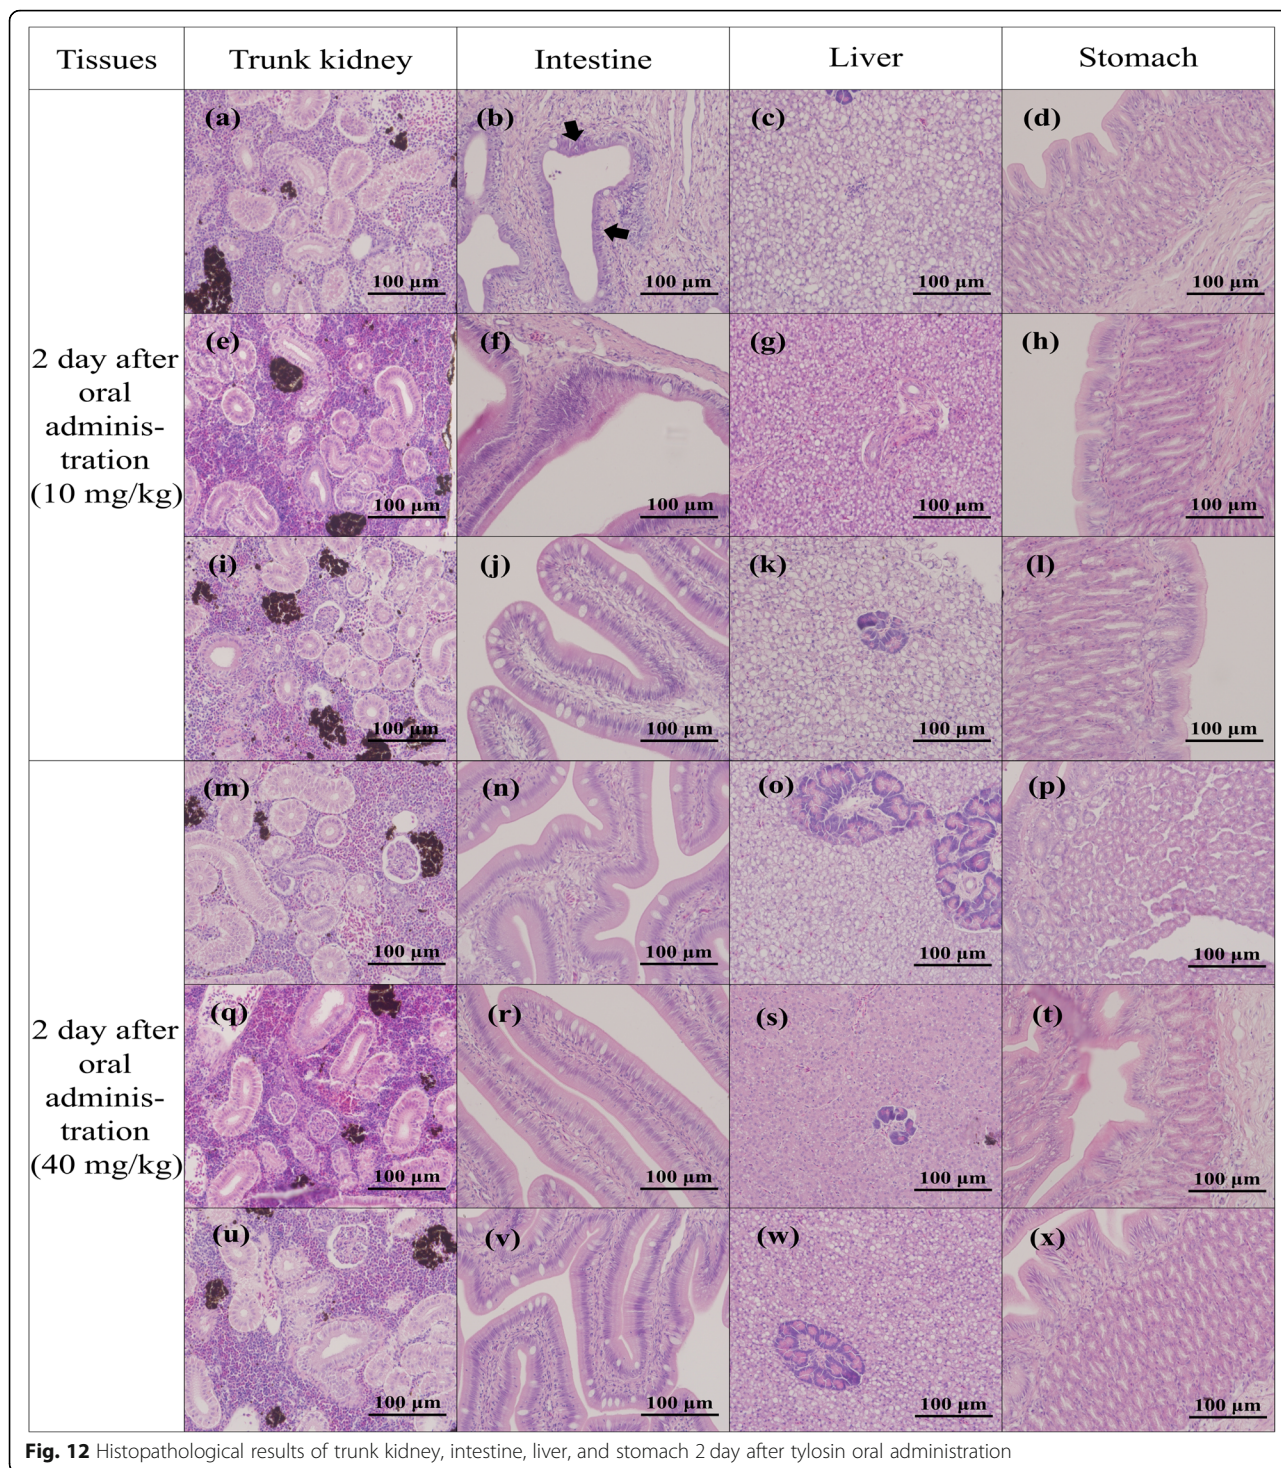 Tissues Trunk kidney Intestine Liver Stomach
(a) (b) (c) (d)
100 µm 100 µm 100 µm 100 µm
2 day after
oral
adminis-
tration
(10 mg/kg)
(e) (f) (g) (h)
100 µm 100 µm 100 µm 100 µm
(i) (j) (k) (l)
100 µm 100 µm 100 µm 100 µm
(m) (n) (o) (p)
100 µm 100 µm 100 µm 100 µm
2 day after
oral
adminis-
tration
(40 mg/kg)
(q) (r) (s) (t)
100 µm 100 µm 100 µm 100 µm
(u) (v) (w) (x)
100 µm 100 µm 100 µm 100 µm
Fig. 12 Histopathological results of trunk kidney, intestine, liver, and stomach 2 day after tylosin oral administration